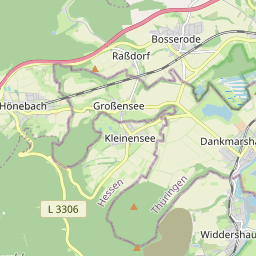 Bosserode
Raßdorf
Hönebach
Großensee
Kleinensee
Dankmarsha
L 3306
Hessen
Thüringen
Widdershau